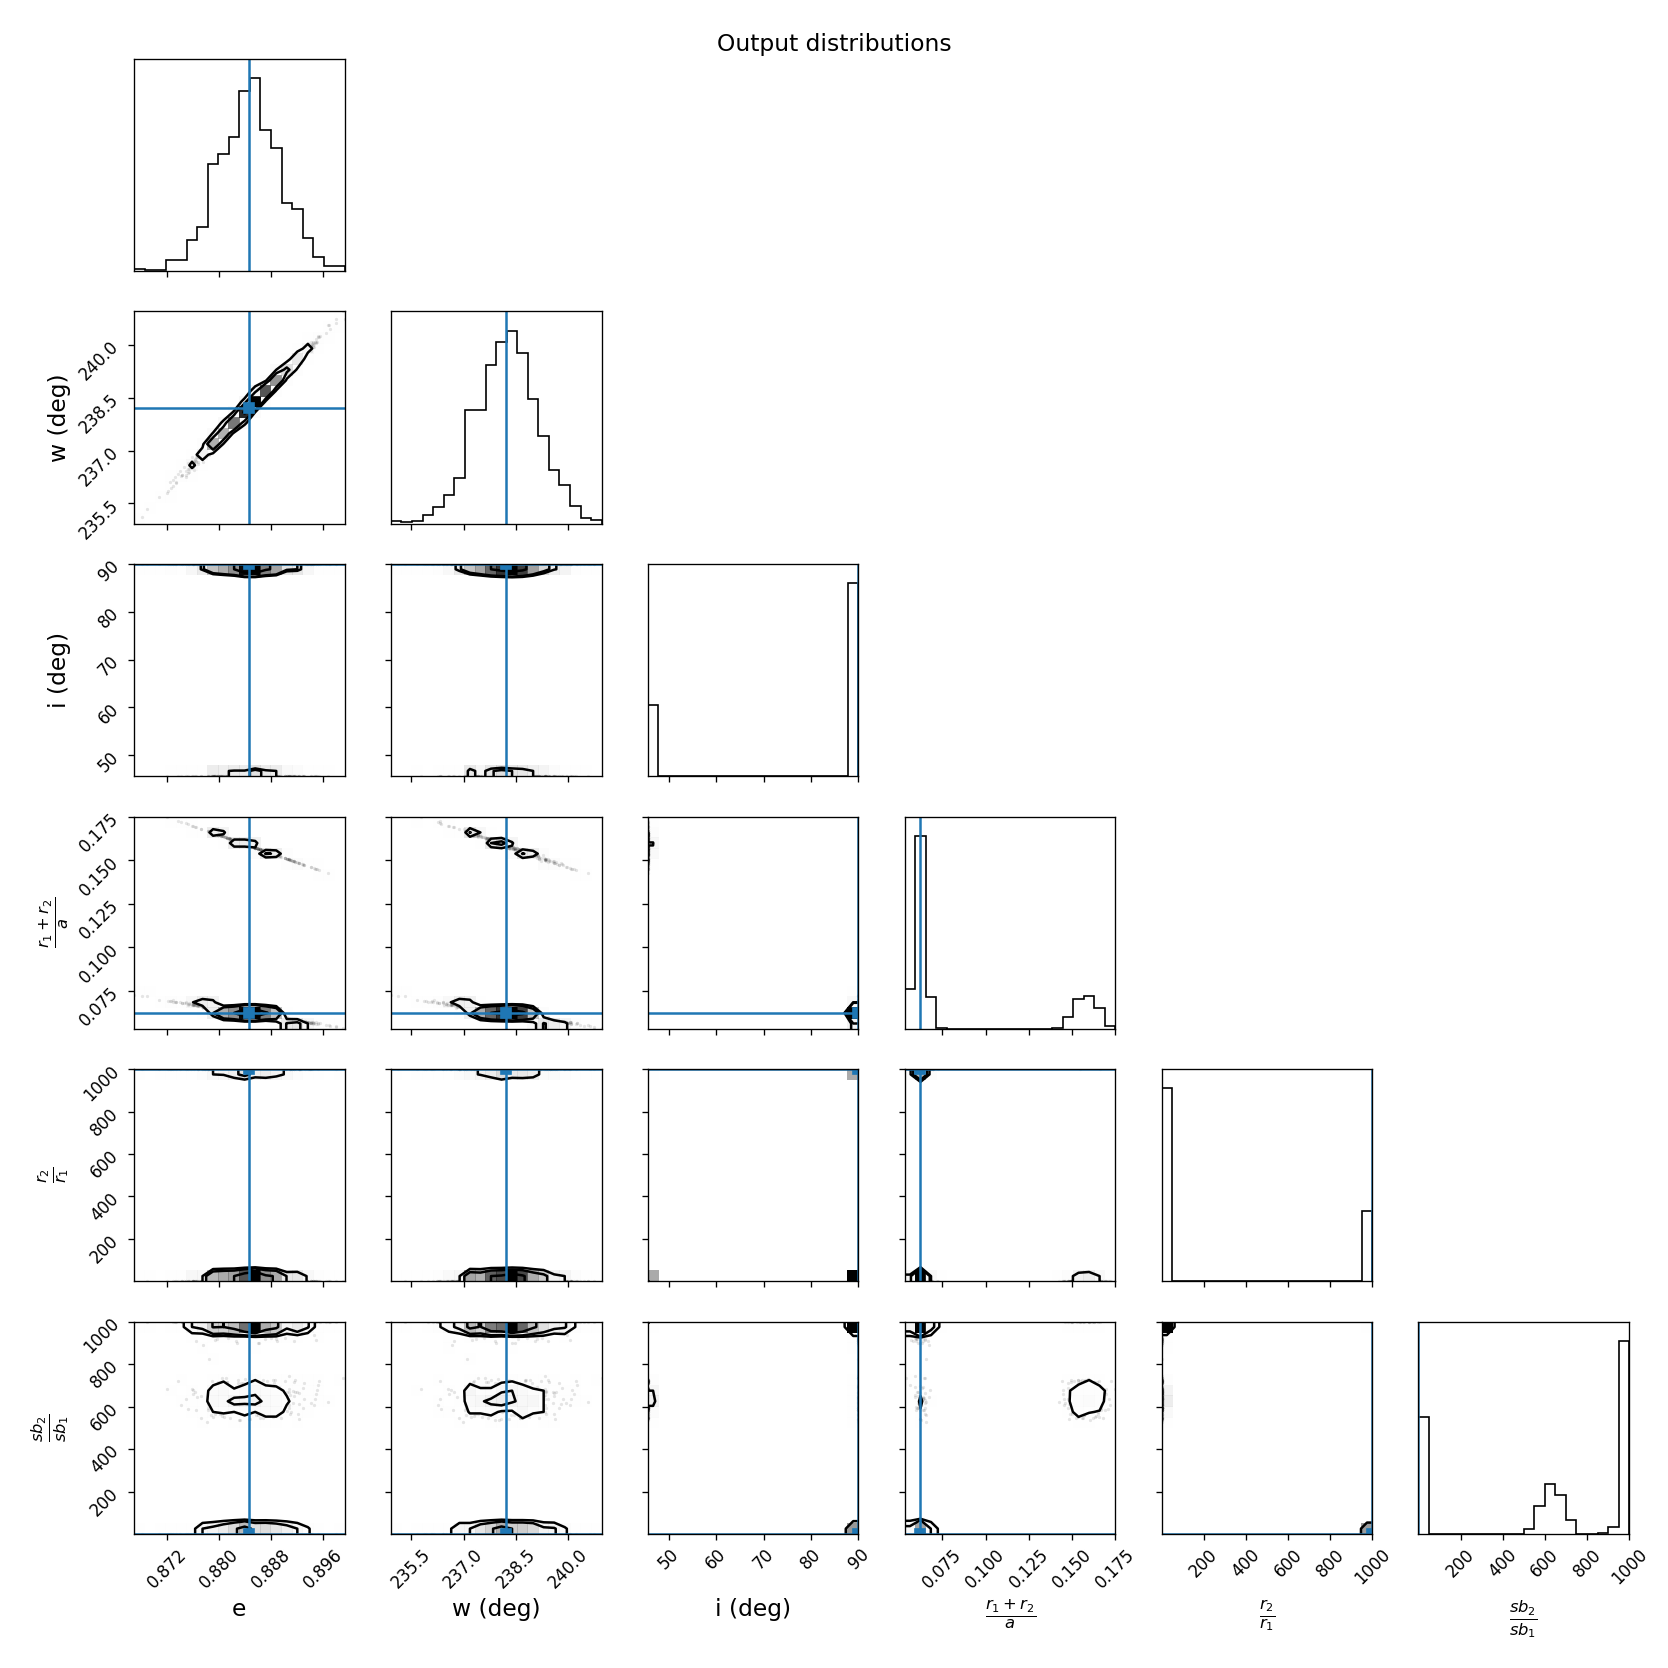 Output distributions
240.0
238.5
237.0
235.5
w (deg)
90
80
70
60
50
i (deg)
0.175
0.150
0.125
0.100
0.075
r₁ + r₂
a
1000
800
600
400
200
r₂
r₁
1000
800
600
400
200
sb₂
sb₁
0.872 0.880 0.888 0.896
235.5 237.0 238.5 240.0
50 60 70 80 90
0.075 0.100 0.125 0.150 0.175
200 400 600 800 1000
200 400 600 800 1000
e
w (deg)
i (deg)
r₁ + r₂
a
r₂
r₁
sb₂
sb₁